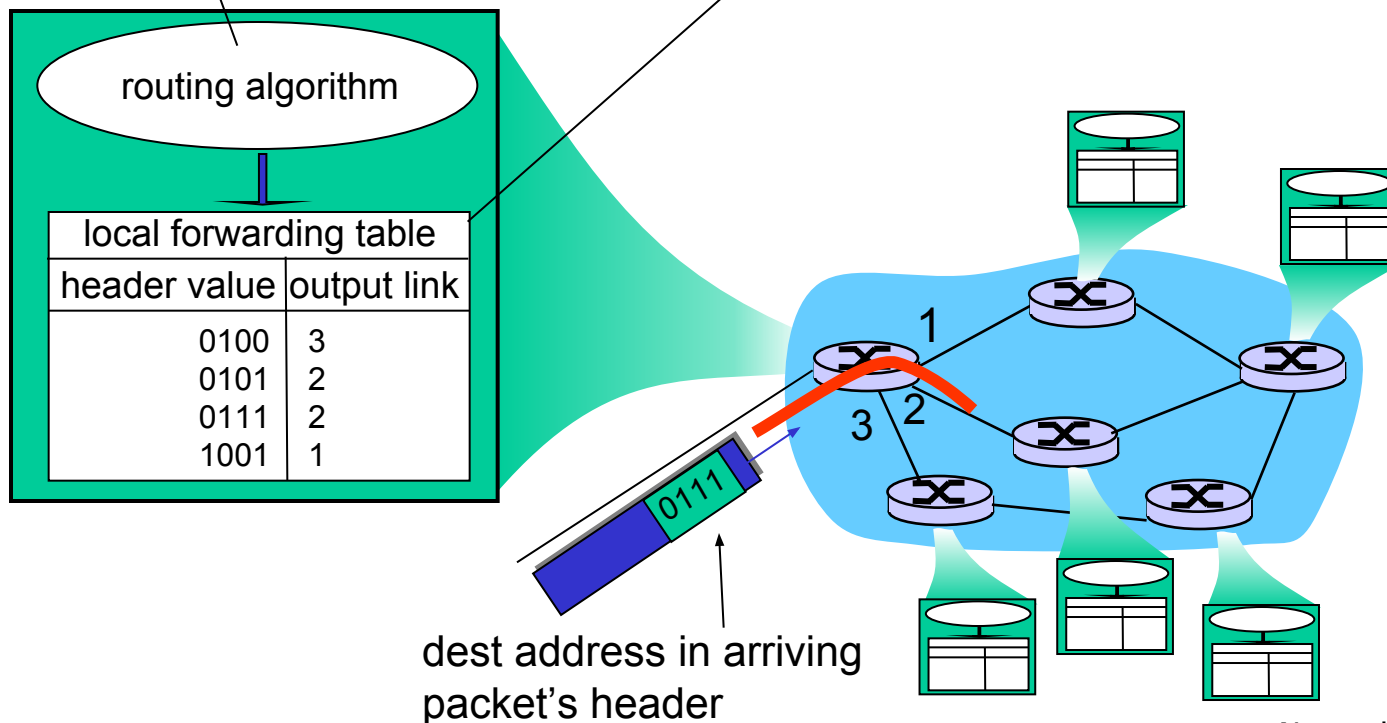 routing algorithm
local forwarding table
header value output link
0100 3
0101 2
0111 2
1001 1
1
2
3
0111
dest address in arriving
packet's header